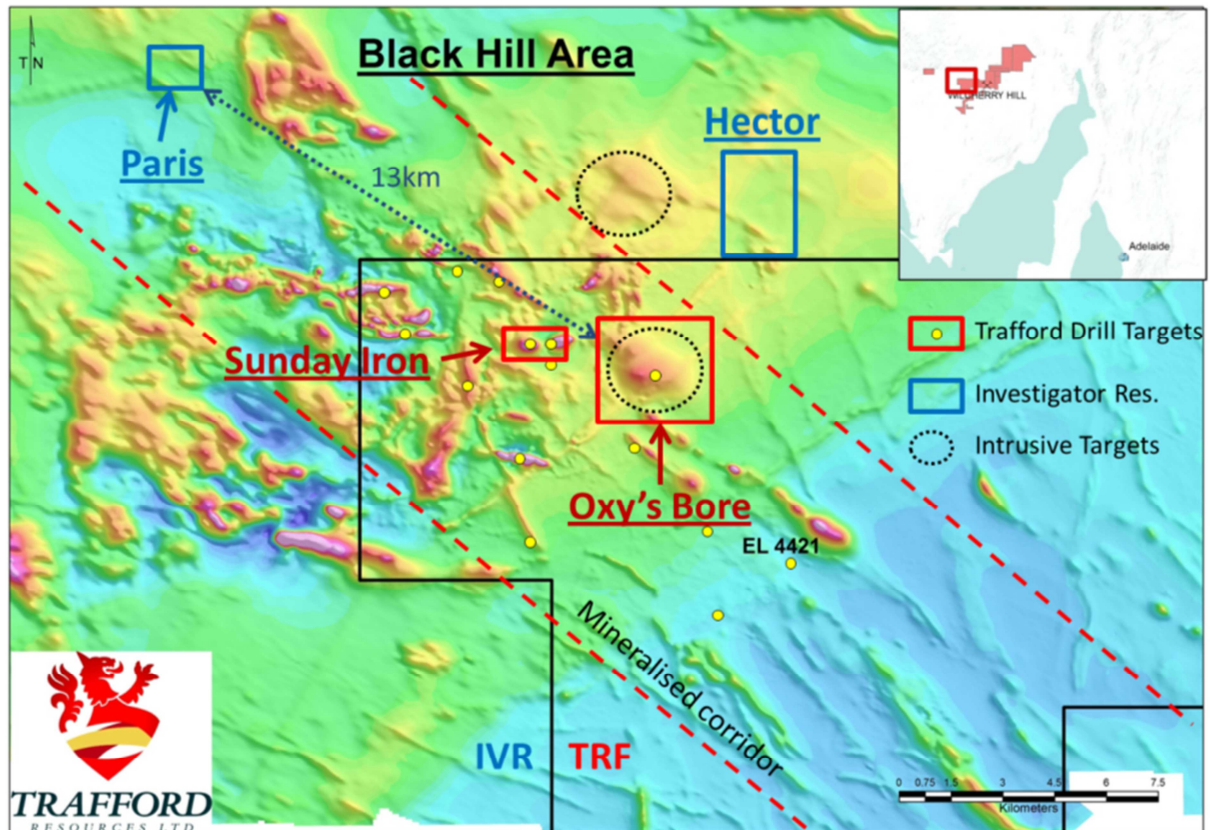 T N
Black Hill Area
WILCHERRY HILL
Hector
Paris
13km
Adelaide
Trafford Drill Targets
Sunday Iron
Investigator Res.
Intrusive Targets
Oxy's Bore
EL 4421
Mineralised corridor
IVR TRF
0 0.75 1.5 3 4.5 6 7.5
Kilometers
TRAFFORD
RESOURCES LTD